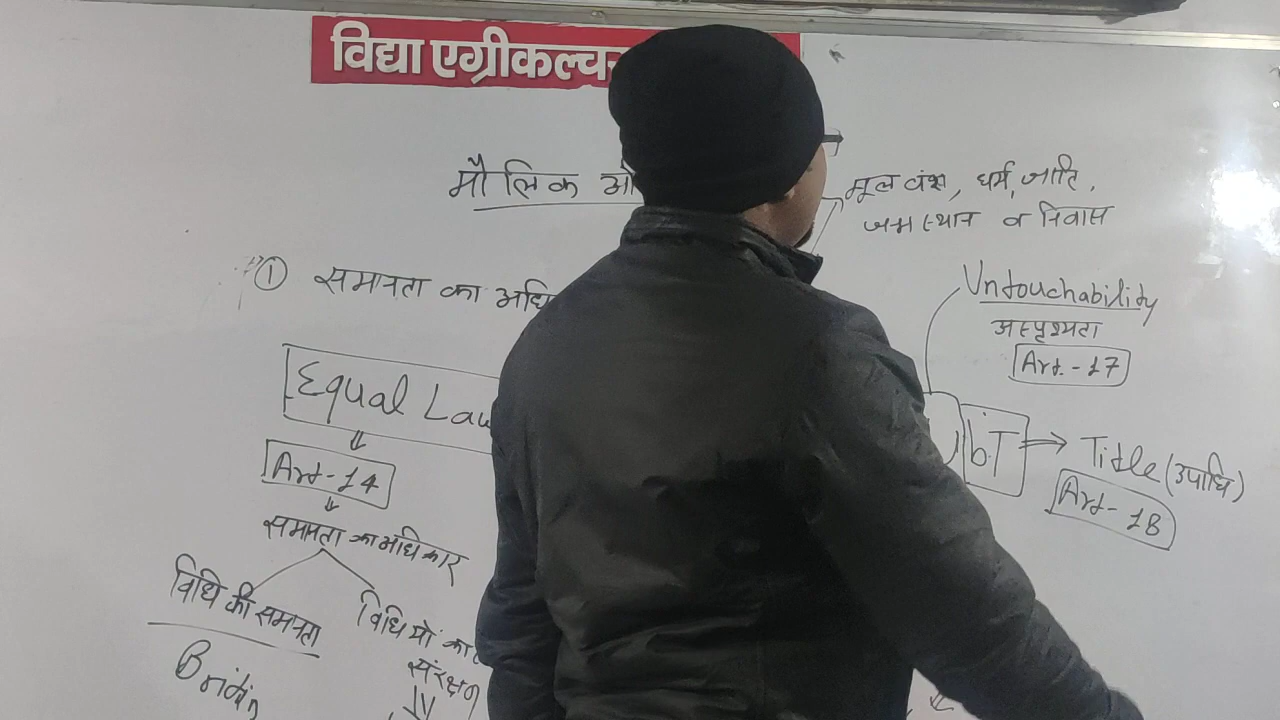 विद्या एग्रीकल्च
मौलिक
मूल वंश, धर्म, जाति,
जन्म स्थान व निवास
① समानता का अधि
Untouchability
अस्पृश्यता
Art. - 17
Equal Law
bT → Title (उपाधि)
Art - 14
Art - 18
समानता का अधिकार
विधि की समानता
विधियों का
संरक्षण